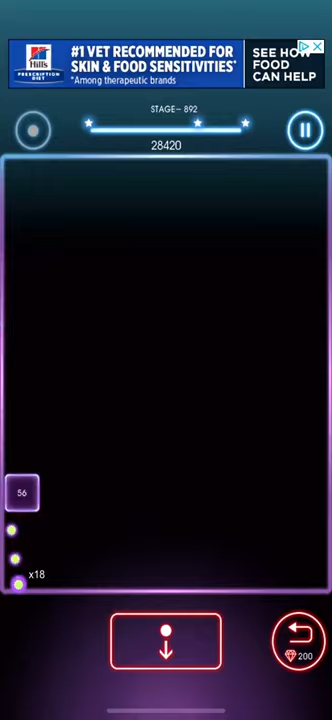 Hill's
PRESCRIPTION DIET
#1 VET RECOMMENDED FOR
SKIN & FOOD SENSITIVITIES*
*Among therapeutic brands
SEE HOW
FOOD
CAN HELP
STAGE- 892
28420
56
x18
200